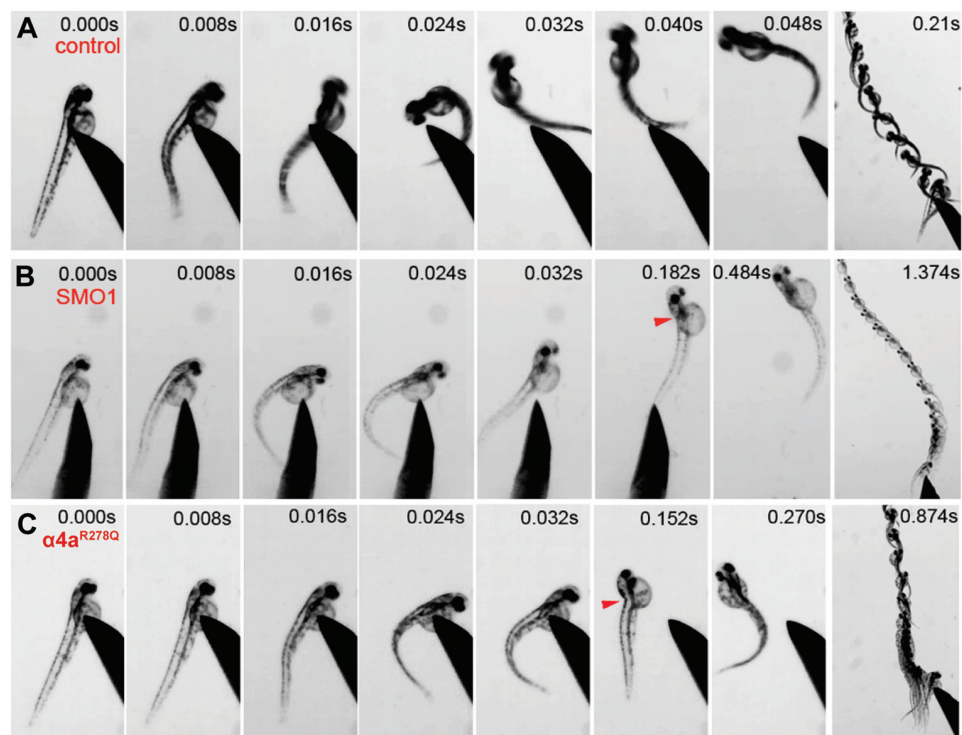 A 0.000s 0.008s 0.016s 0.024s 0.032s 0.040s 0.048s 0.21s
control
B 0.000s 0.008s 0.016s 0.024s 0.032s 0.182s 0.484s 1.374s
SMO1
C 0.000s 0.008s 0.016s 0.024s 0.032s 0.152s 0.270s 0.874s
α4aR278Q